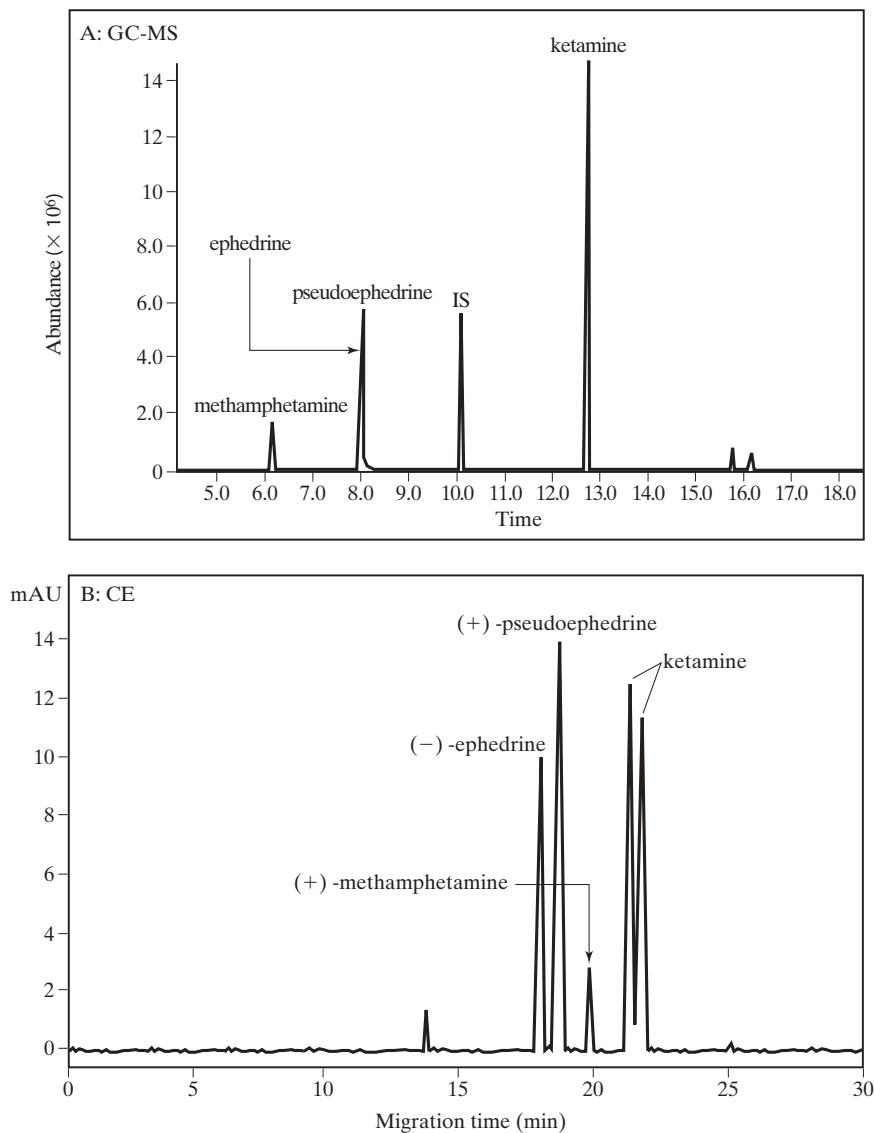 A: GC-MS
ketamine
14
12
10
8.0
6.0
4.0
2.0
0
Abundance (× 10⁶)
ephedrine
pseudoephedrine
IS
methamphetamine
5.0 6.0 7.0 8.0 9.0 10.0 11.0 12.0 13.0 14.0 15.0 16.0 17.0 18.0
Time
mAU
B: CE
(+) -pseudoephedrine
14
ketamine
12
(−) -ephedrine
10
8
6
(+) -methamphetamine
4
2
0
0 5 10 15 20 25 30
Migration time (min)